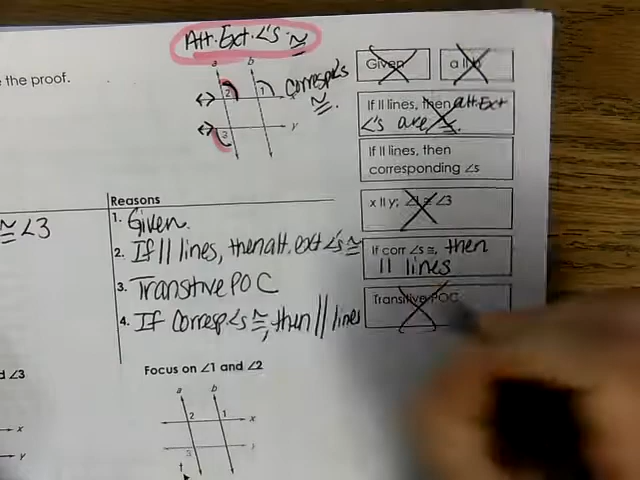 Alt. Ext. ∠'s ≅
e the proof.
a b
2 1
x
3 y
corresp∠'s
≅.
Given
a ll b
If ll lines, then alt. Ext
∠'s are ≅.
If ll lines, then
corresponding ∠s
x ll y; ∠1 ≅ ∠3
If corr ∠s ≅, then
ll lines
Transitive POC
Reasons
≅ ∠3
1. Given.
2. If ll lines, then alt. ext ∠'s ≅
3. Transitive POC
4. If Corresp. ∠s ≅, then ll lines
d ∠3
Focus on ∠1 and ∠2
a b
2 1 x
3
x
y
t